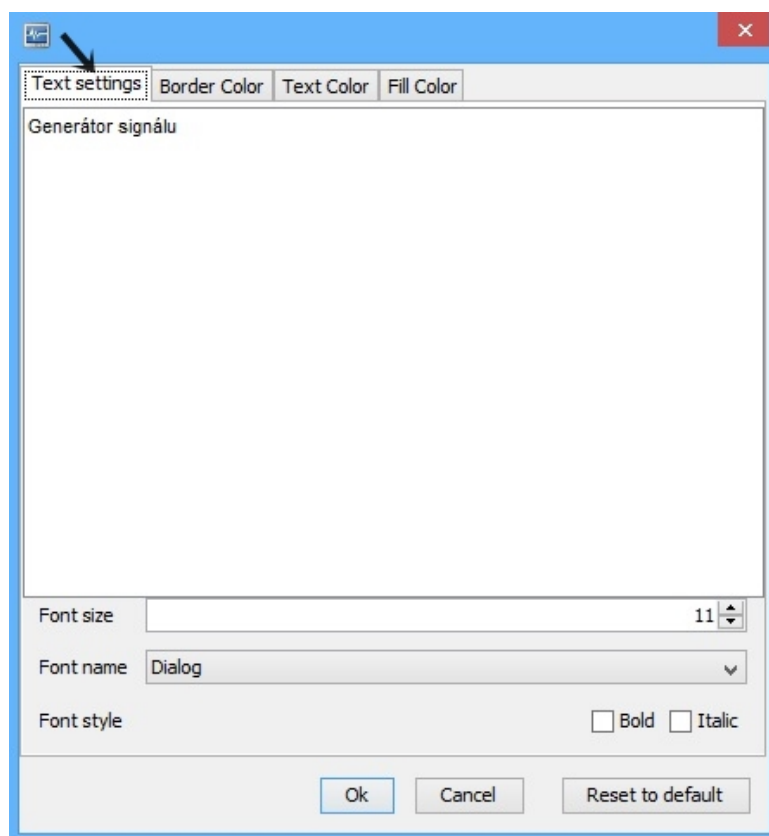 Text settings Border Color Text Color Fill Color
Generátor signálu
Font size 11
Font name Dialog
Font style Bold Italic
Ok Cancel Reset to default